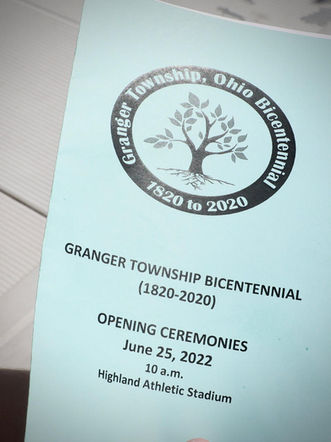 Granger Township, Ohio Bicentennial
1820 to 2020
GRANGER TOWNSHIP BICENTENNIAL
(1820-2020)
OPENING CEREMONIES
June 25, 2022
10 a.m.
Highland Athletic Stadium